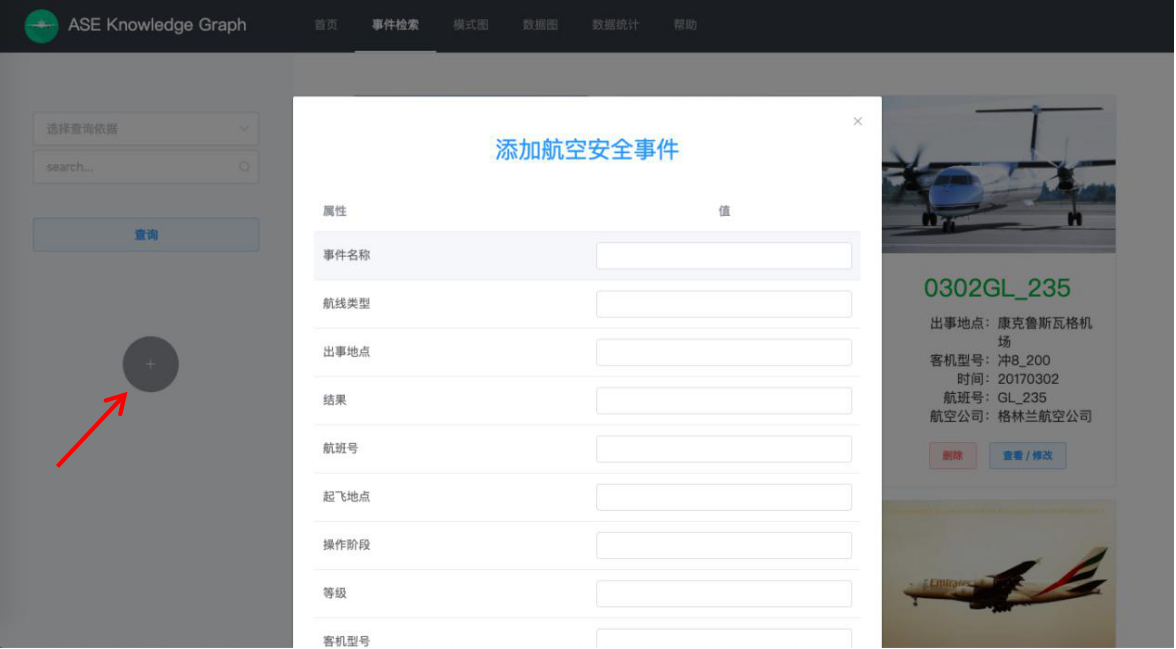 ASE Knowledge Graph
首页 事件检索 模式图 数据图 数据统计 帮助
选择查询依据
search...
查询
+
×
添加航空安全事件
属性 值
事件名称
航线类型
出事地点
结果
航班号
起飞地点
操作阶段
等级
客机型号
0302GL_235
出事地点: 康克鲁斯瓦格机
场
客机型号: 冲8_200
时间: 20170302
航班号: GL_235
航空公司: 格林兰航空公司
删除 查看 / 修改
Emirates